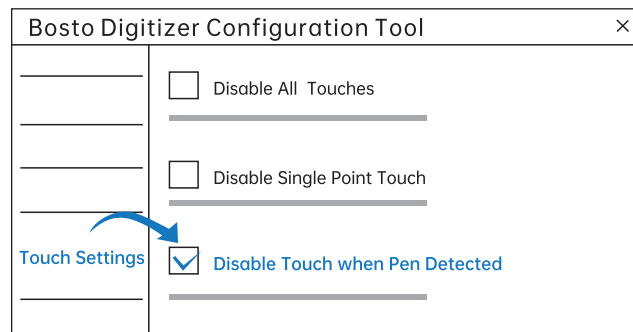 Bosto Digitizer Configuration Tool
Disable All Touches
Disable Single Point Touch
Touch Settings
Disable Touch when Pen Detected